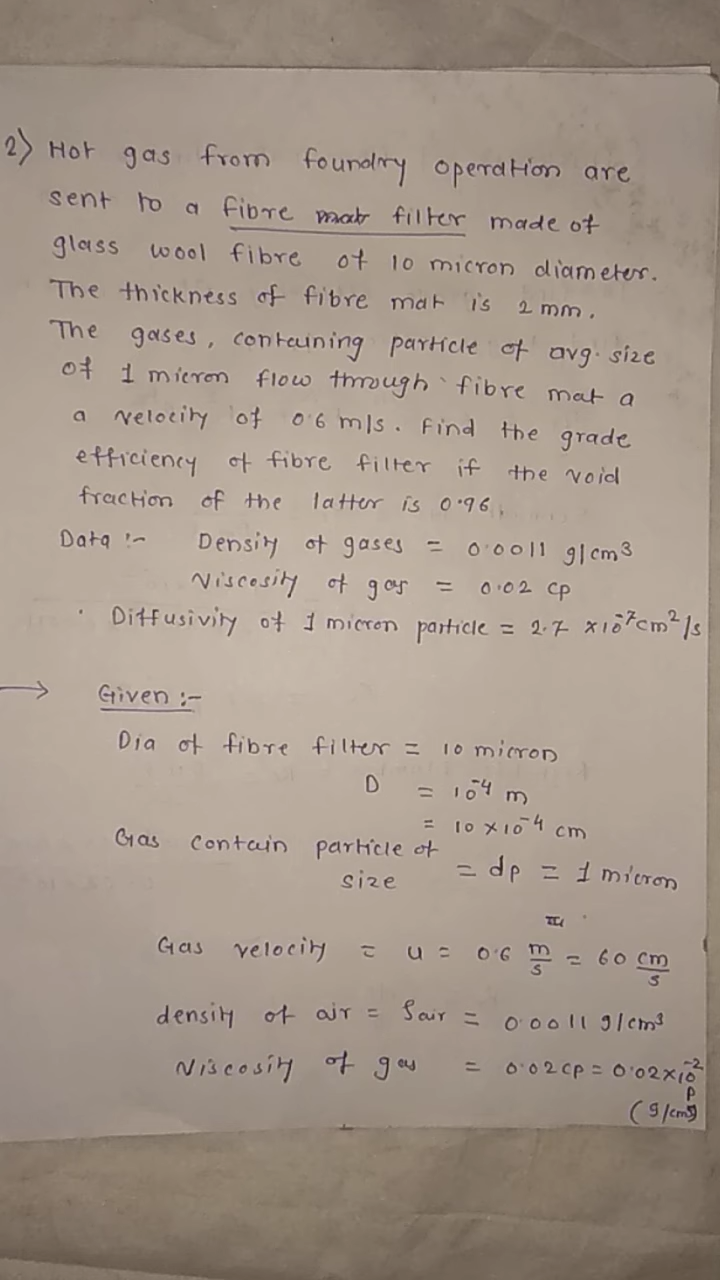 2) Hot gas from foundry operation are
sent to a fibre mat filter made of
glass wool fibre of 10 micron diameter.
The thickness of fibre mat is 2 mm.
The gases, containing particle of avg. size
of 1 micron flow through fibre mat a
a velocity of 0.6 m/s. Find the grade
efficiency of fibre filter if the void
fraction of the latter is 0.96.
Data :- Density of gases = 0.0011 g/cm³
Viscosity of gas = 0.02 cp
Diffusivity of 1 micron particle = 2.7 × 10⁻⁷ cm²/s
→ Given :-
Dia of fibre filter = 10 micron
D = 10⁻⁴ m
= 10 × 10⁻⁴ cm
Gas contain particle of
size = dp = 1 micron
Gas velocity = u = 0.6 m/s = 60 cm/s
density of air = ρair = 0.0011 g/cm³
Viscosity of gas = 0.02 cp = 0.02 × 10⁻²
P